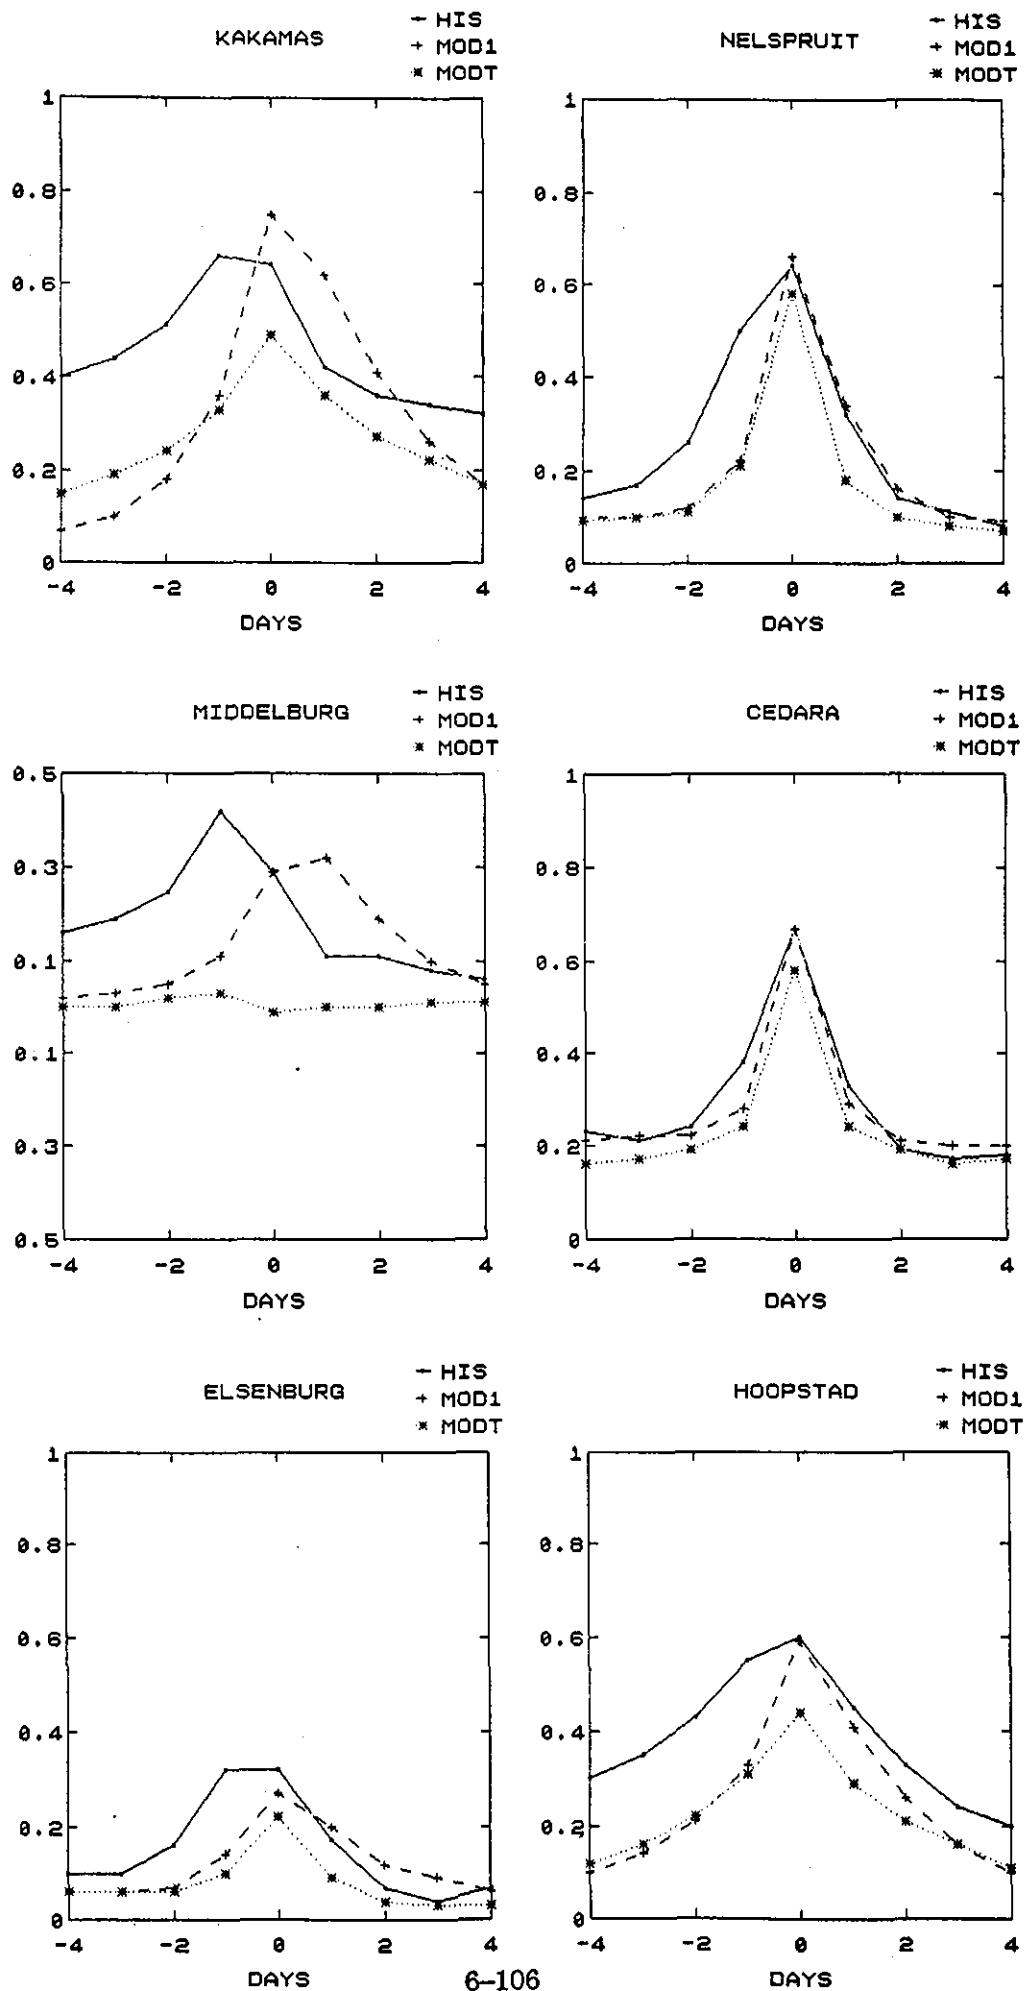 KAKAMAS
HIS
MOD1
MODT
1
0.8
0.6
0.4
0.2
0
-4 -2 0 2 4
DAYS
NELSPRUIT
HIS
MOD1
MODT
1
0.8
0.6
0.4
0.2
0
-4 -2 0 2 4
DAYS
MIDDELBURG
HIS
MOD1
MODT
0.5
0.3
0.1
0.1
0.3
0.5
-4 -2 0 2 4
DAYS
CEDARA
HIS
MOD1
MODT
1
0.8
0.6
0.4
0.2
0
-4 -2 0 2 4
DAYS
ELSENBURG
HIS
MOD1
MODT
1
0.8
0.6
0.4
0.2
0
-4 -2 0 2 4
DAYS
HOOPSTAD
HIS
MOD1
MODT
1
0.8
0.6
0.4
0.2
0
-4 -2 0 2 4
DAYS
6-106